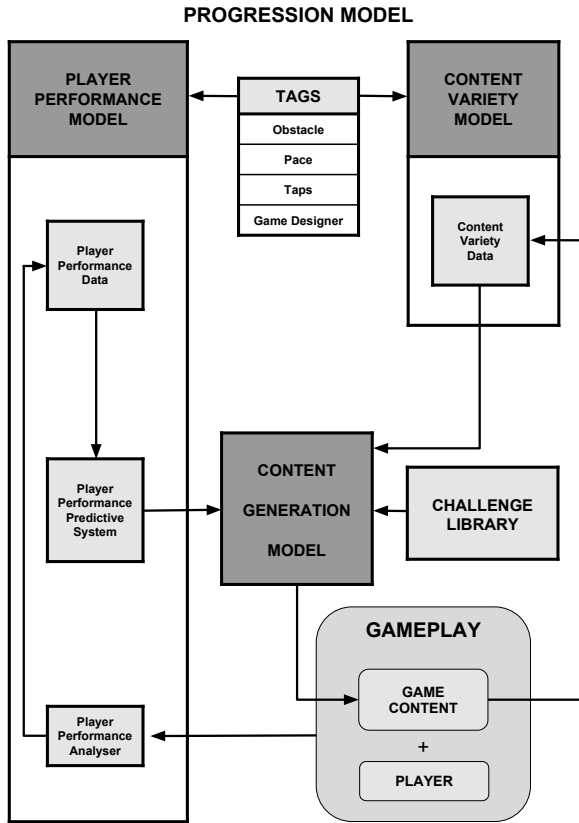 PROGRESSION MODEL
PLAYER
PERFORMANCE
MODEL
TAGS
Obstacle
Pace
Taps
Game Designer
CONTENT
VARIETY
MODEL
Content
Variety
Data
Player
Performance
Data
Player
Performance
Predictive
System
CONTENT
GENERATION
MODEL
CHALLENGE
LIBRARY
GAMEPLAY
GAME
CONTENT
+
PLAYER
Player
Performance
Analyser